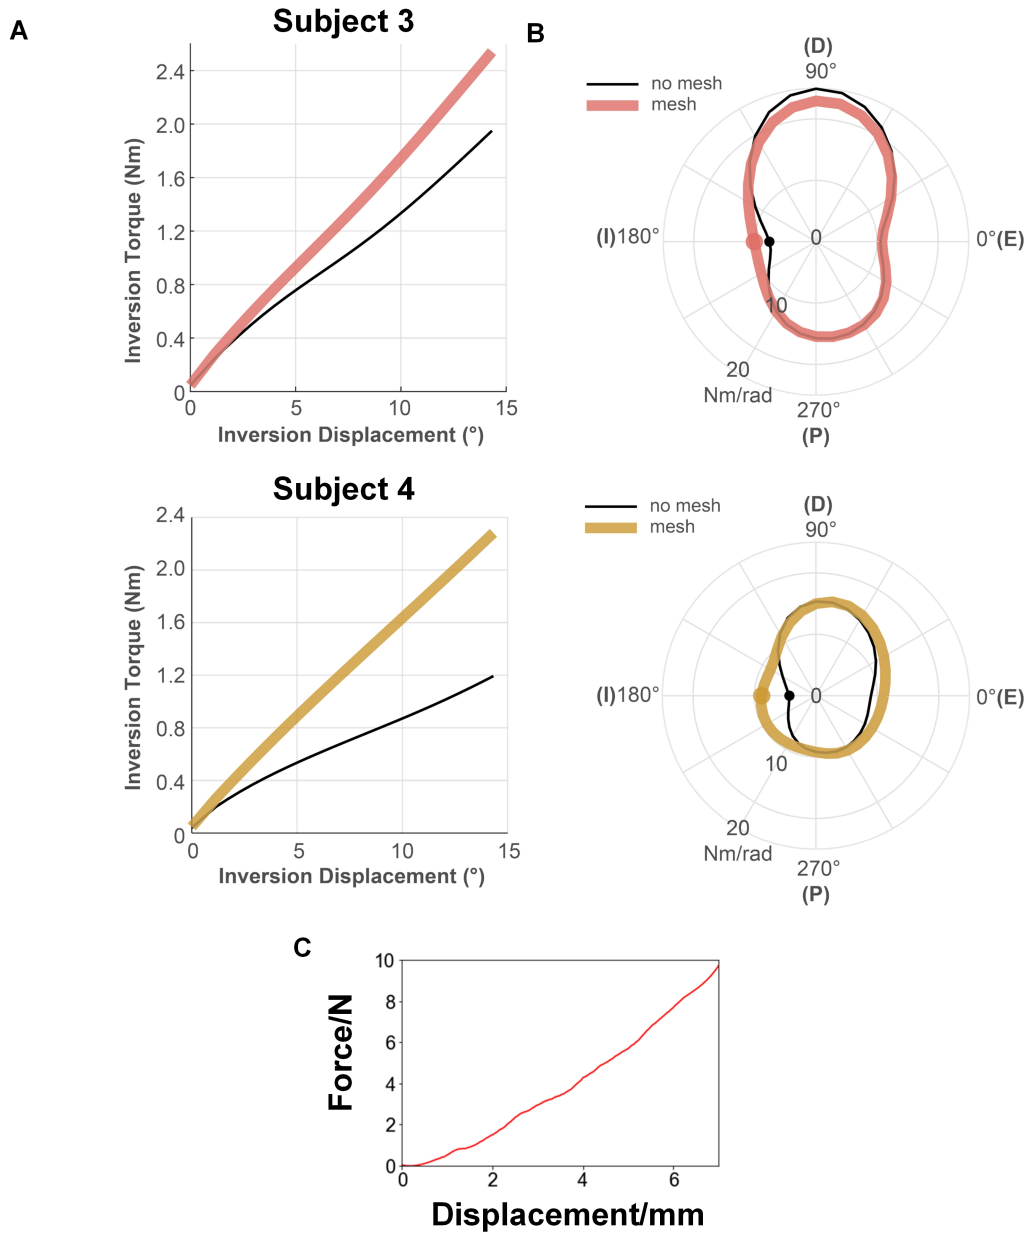 A
Subject 3
Inversion Torque (Nm)
2.4
2.0
1.6
1.2
0.8
0.4
0
0 5 10 15
Inversion Displacement (°)
B
no mesh
mesh
(D)
90°
(I)180°
0
0°(E)
10
20
Nm/rad
270°
(P)
Subject 4
Inversion Torque (Nm)
2.4
2.0
1.6
1.2
0.8
0.4
0
0 5 10 15
Inversion Displacement (°)
no mesh
mesh
(D)
90°
(I)180°
0
0°(E)
10
20
Nm/rad
270°
(P)
C
Force/N
10
8
6
4
2
0
0 2 4 6
Displacement/mm